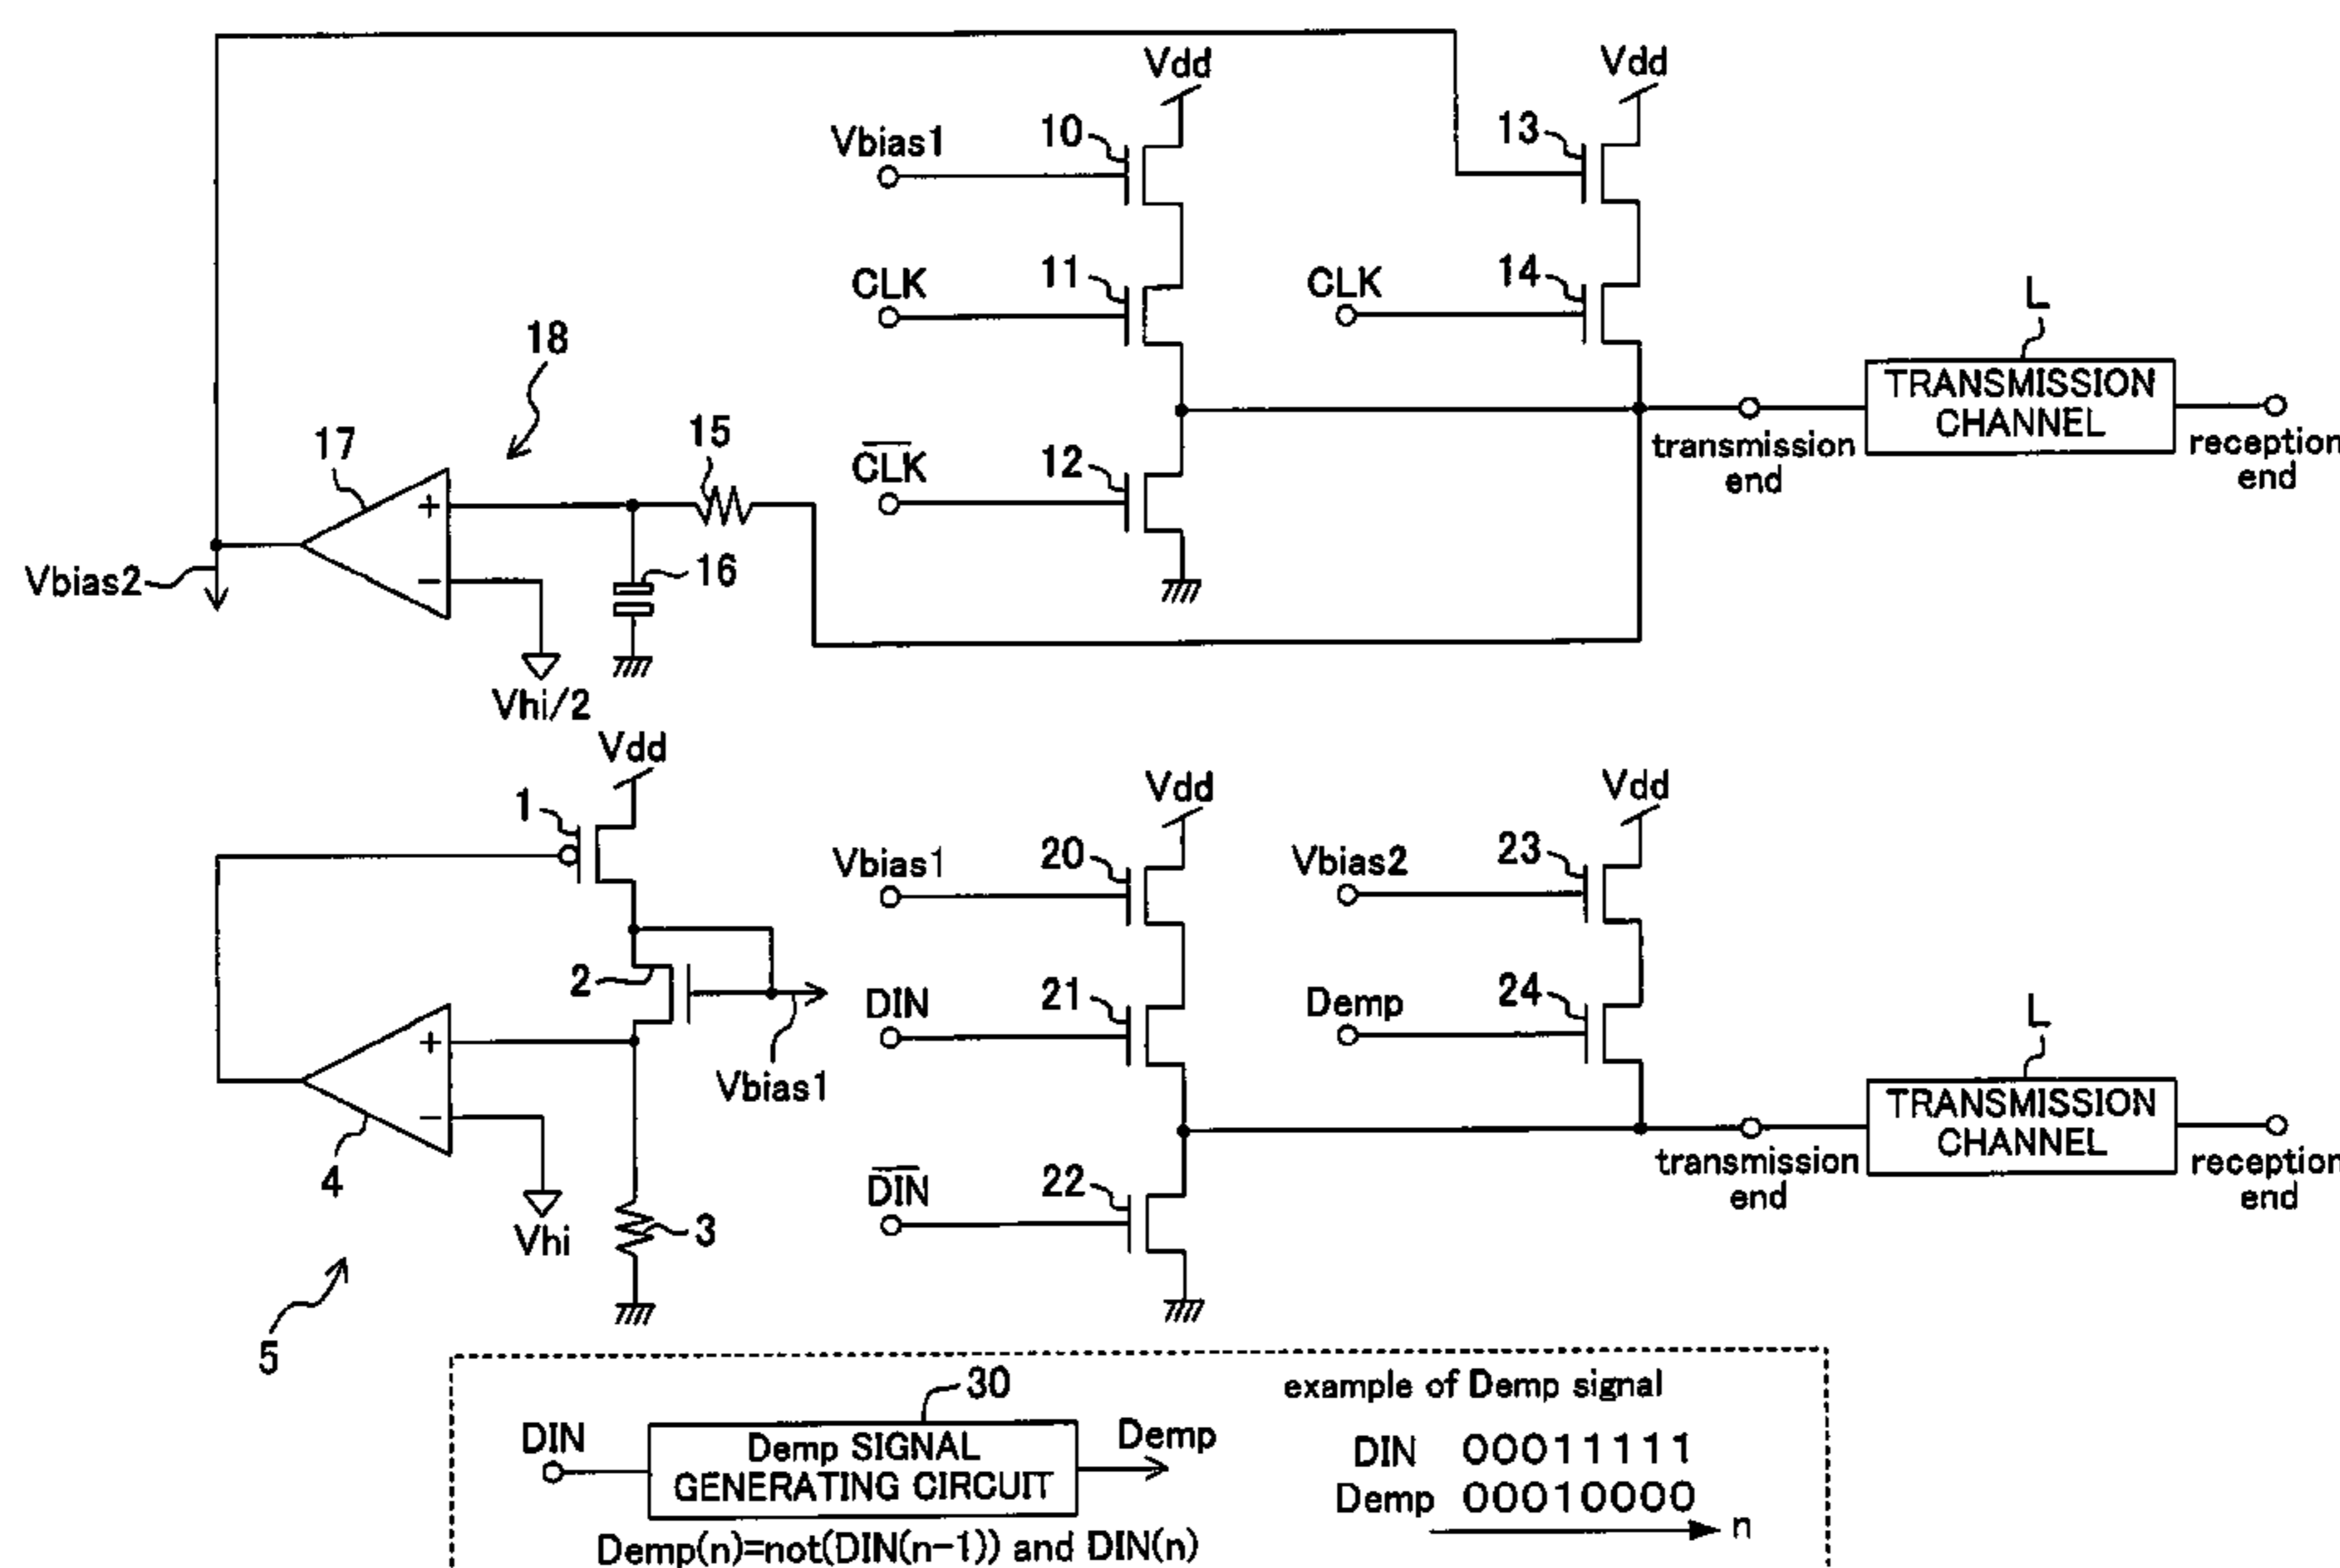 Vdd
Vdd
Vbias1
10
13
CLK
11
CLK
14
L
TRANSMISSION
CHANNEL
transmission
end
reception
end
18
17
15
CLK
12
+
−
16
Vbias2
Vhi/2
Vdd
1
2
Vbias1
+
−
4
Vhi
3
5
Vdd
Vdd
Vbias1
20
Vbias2
23
DIN
21
Demp
24
L
TRANSMISSION
CHANNEL
transmission
end
reception
end
DIN
22
30
DIN
Demp SIGNAL
GENERATING CIRCUIT
Demp
Demp(n)=not(DIN(n-1)) and DIN(n)
example of Demp signal
DIN 00011111
Demp 00010000
n